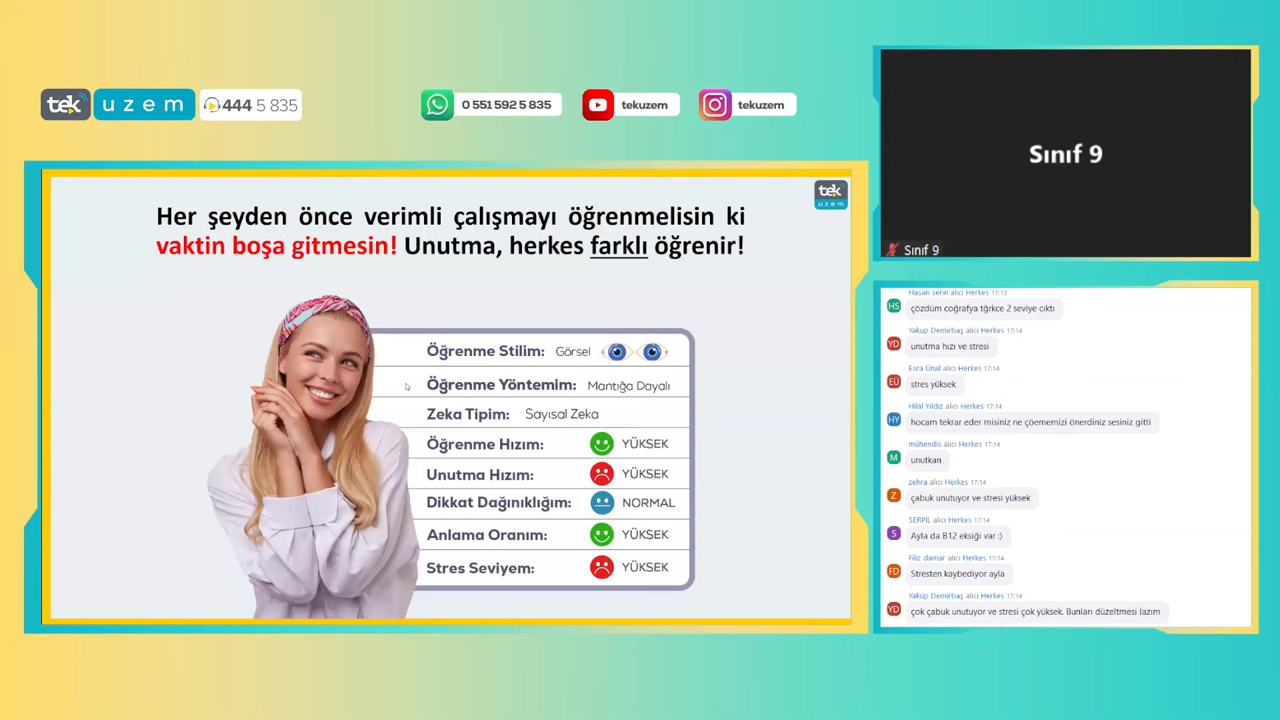 tek uzem 444 5 835
0 551 592 5 835
tekuzem
tekuzem
tek
uzem
Her şeyden önce verimli çalışmayı öğrenmelisin ki
vaktin boşa gitmesin! Unutma, herkes farklı öğrenir!
Öğrenme Stilim: Görsel
Öğrenme Yöntemim: Mantığa Dayalı
Zeka Tipim: Sayısal Zeka
Öğrenme Hızım: YÜKSEK
Unutma Hızım: YÜKSEK
Dikkat Dağınıklığım: NORMAL
Anlama Oranım: YÜKSEK
Stres Seviyem: YÜKSEK
Sınıf 9
Sınıf 9
Hasan serin alıcı Herkes 17:13
HS çözdüm coğrafya tğrkce 2 seviye cıktı
Yakup Demirbaş alıcı Herkes 17:14
YD unutma hızı ve stresi
Esra Ünal alıcı Herkes 17:14
EÜ stres yüksek
Hilal Yıldız alıcı Herkes 17:14
HY hocam tekrar eder misiniz ne çöememizi önerdiniz sesiniz gitti
mühendis alıcı Herkes 17:14
M unutkan
zehra alıcı Herkes 17:14
Z çabuk unutuyor ve stresi yüksek
SERPİL alıcı Herkes 17:14
S Ayla da B12 eksiği var :)
Filiz damar alıcı Herkes 17:14
FD Stresten kaybediyor ayla
Yakup Demirbaş alıcı Herkes 17:14
YD çok çabuk unutuyor ve stresi çok yüksek. Bunları düzeltmesi lazım